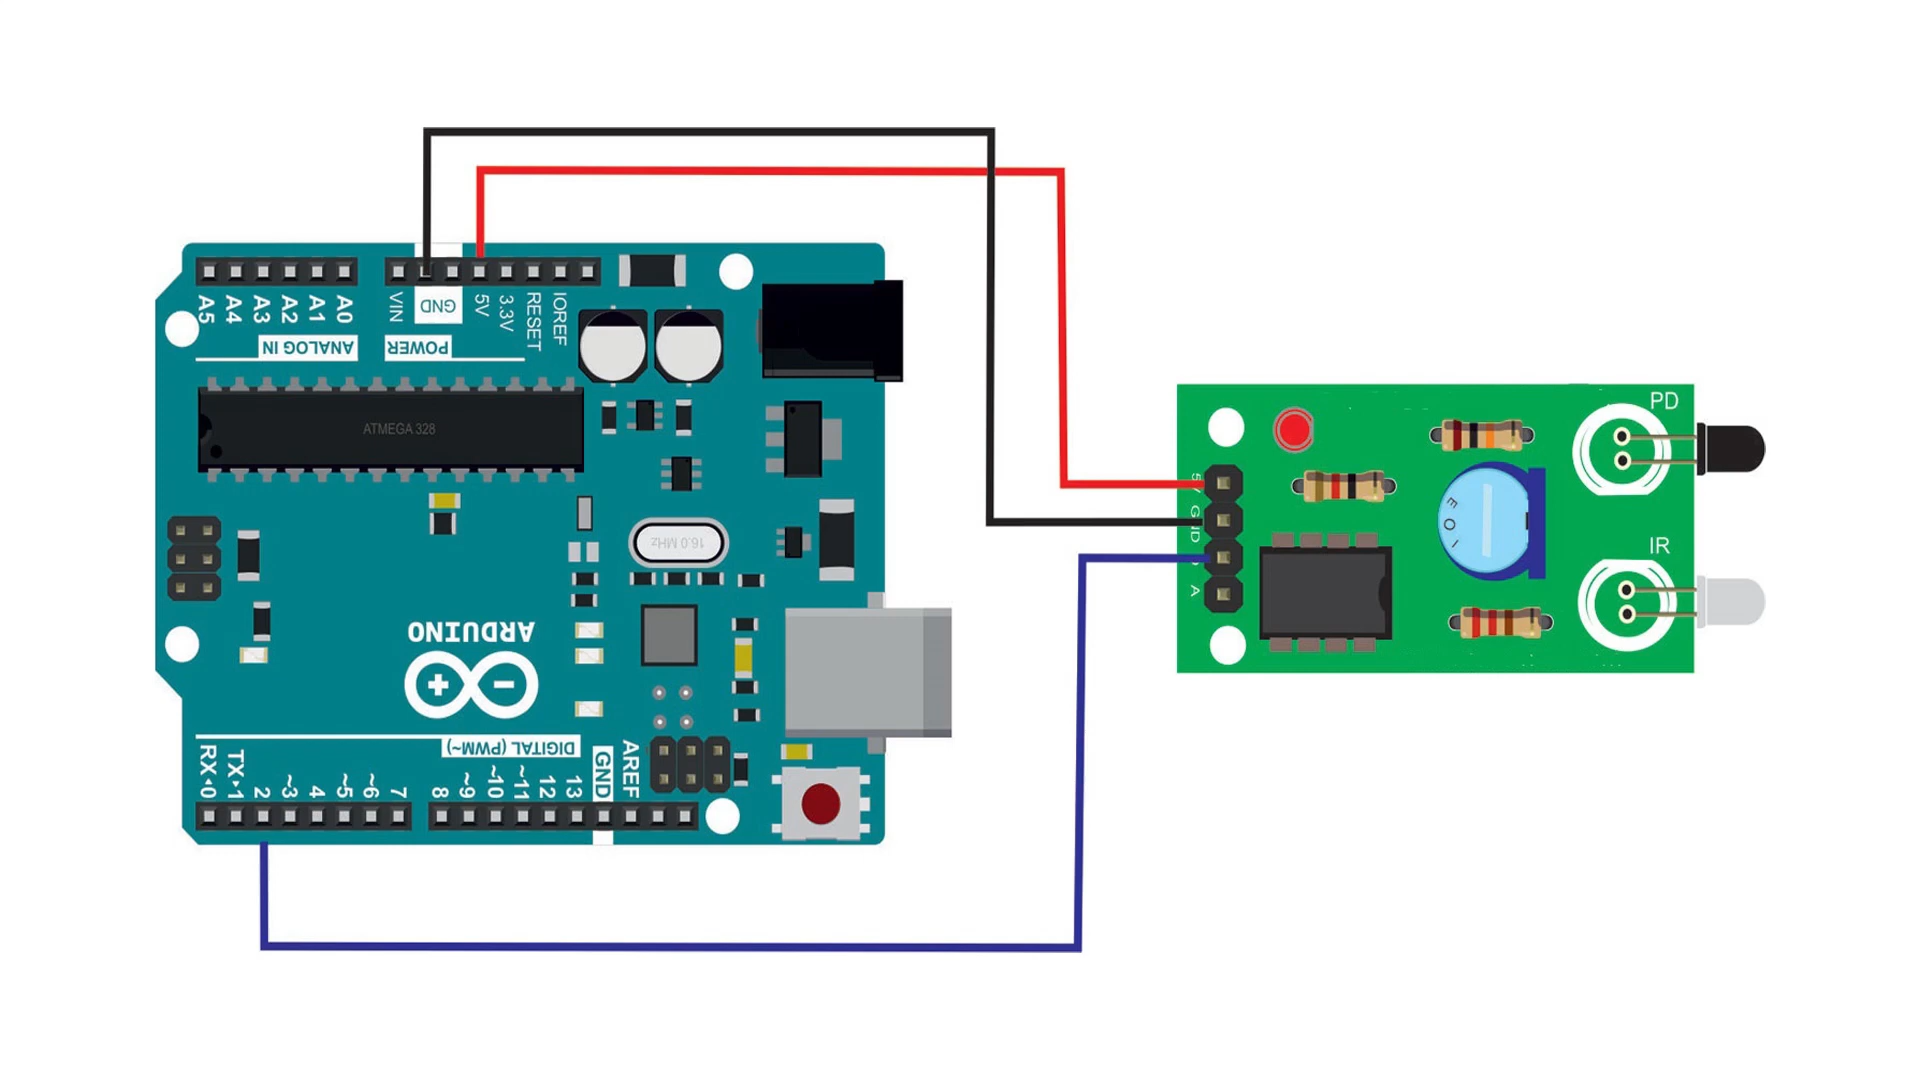 A5 A4 A3 A2 A1 A0
VIN GND GND 5V 3.3V RESET IOREF
ANALOG IN POWER
ATMEGA 328
16.0 MHz
ARDUINO
DIGITAL (PWM~)
RX◂0 TX▸1 2 ~3 4 ~5 ~6 7 8 ~9 ~10 ~11 12 13 GND AREF
PD
GND
A
IR